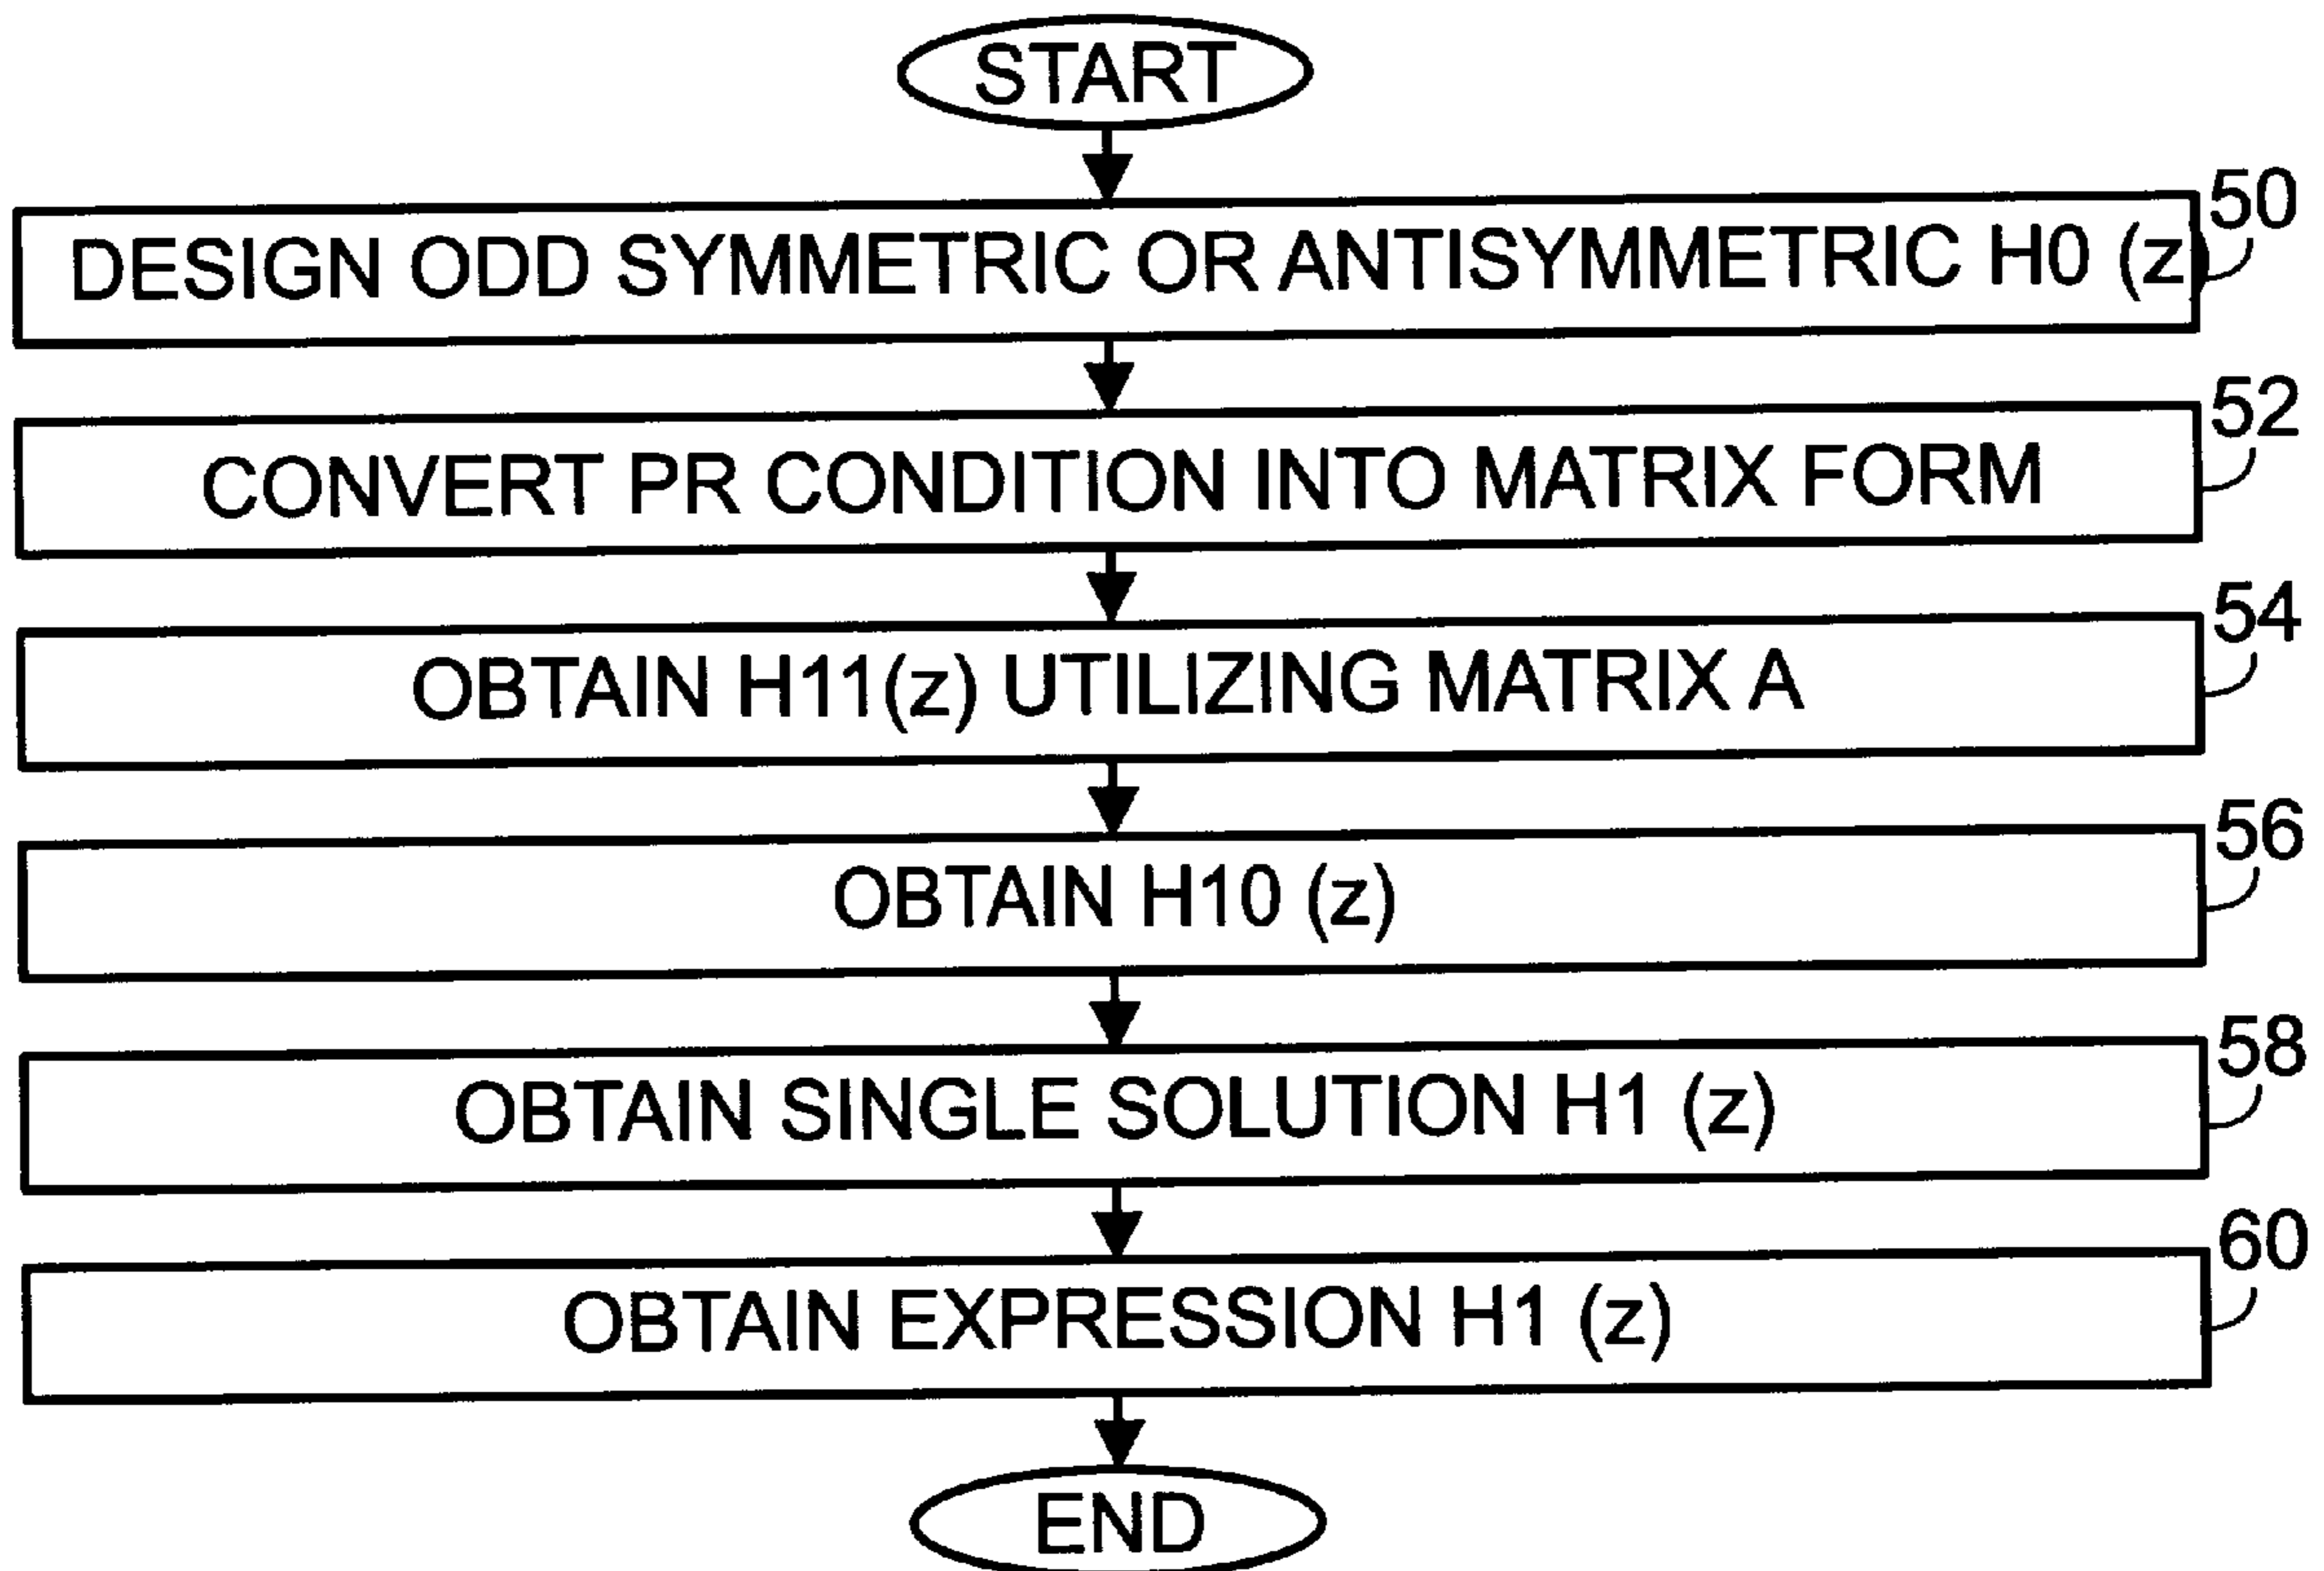 START
50
DESIGN ODD SYMMETRIC OR ANTISYMMETRIC H0 (z)
52
CONVERT PR CONDITION INTO MATRIX FORM
54
OBTAIN H11(z) UTILIZING MATRIX A
56
OBTAIN H10 (z)
58
OBTAIN SINGLE SOLUTION H1 (z)
60
OBTAIN EXPRESSION H1 (z)
END